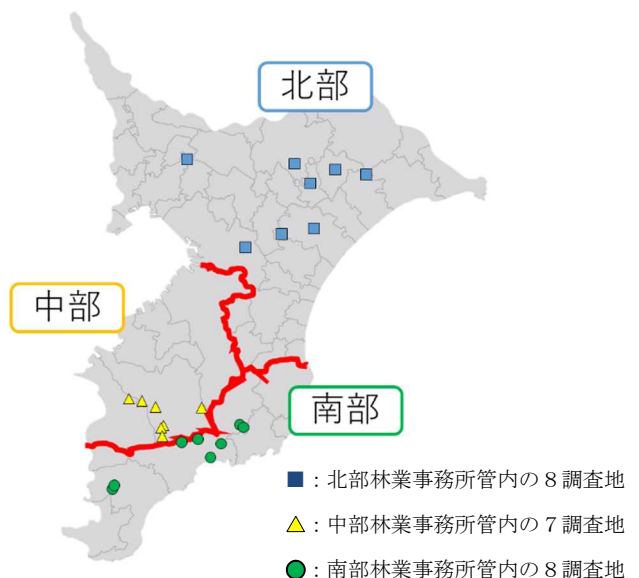 北部
中部
南部
■：北部林業事務所管内の８調査地
△：中部林業事務所管内の７調査地
●：南部林業事務所管内の８調査地